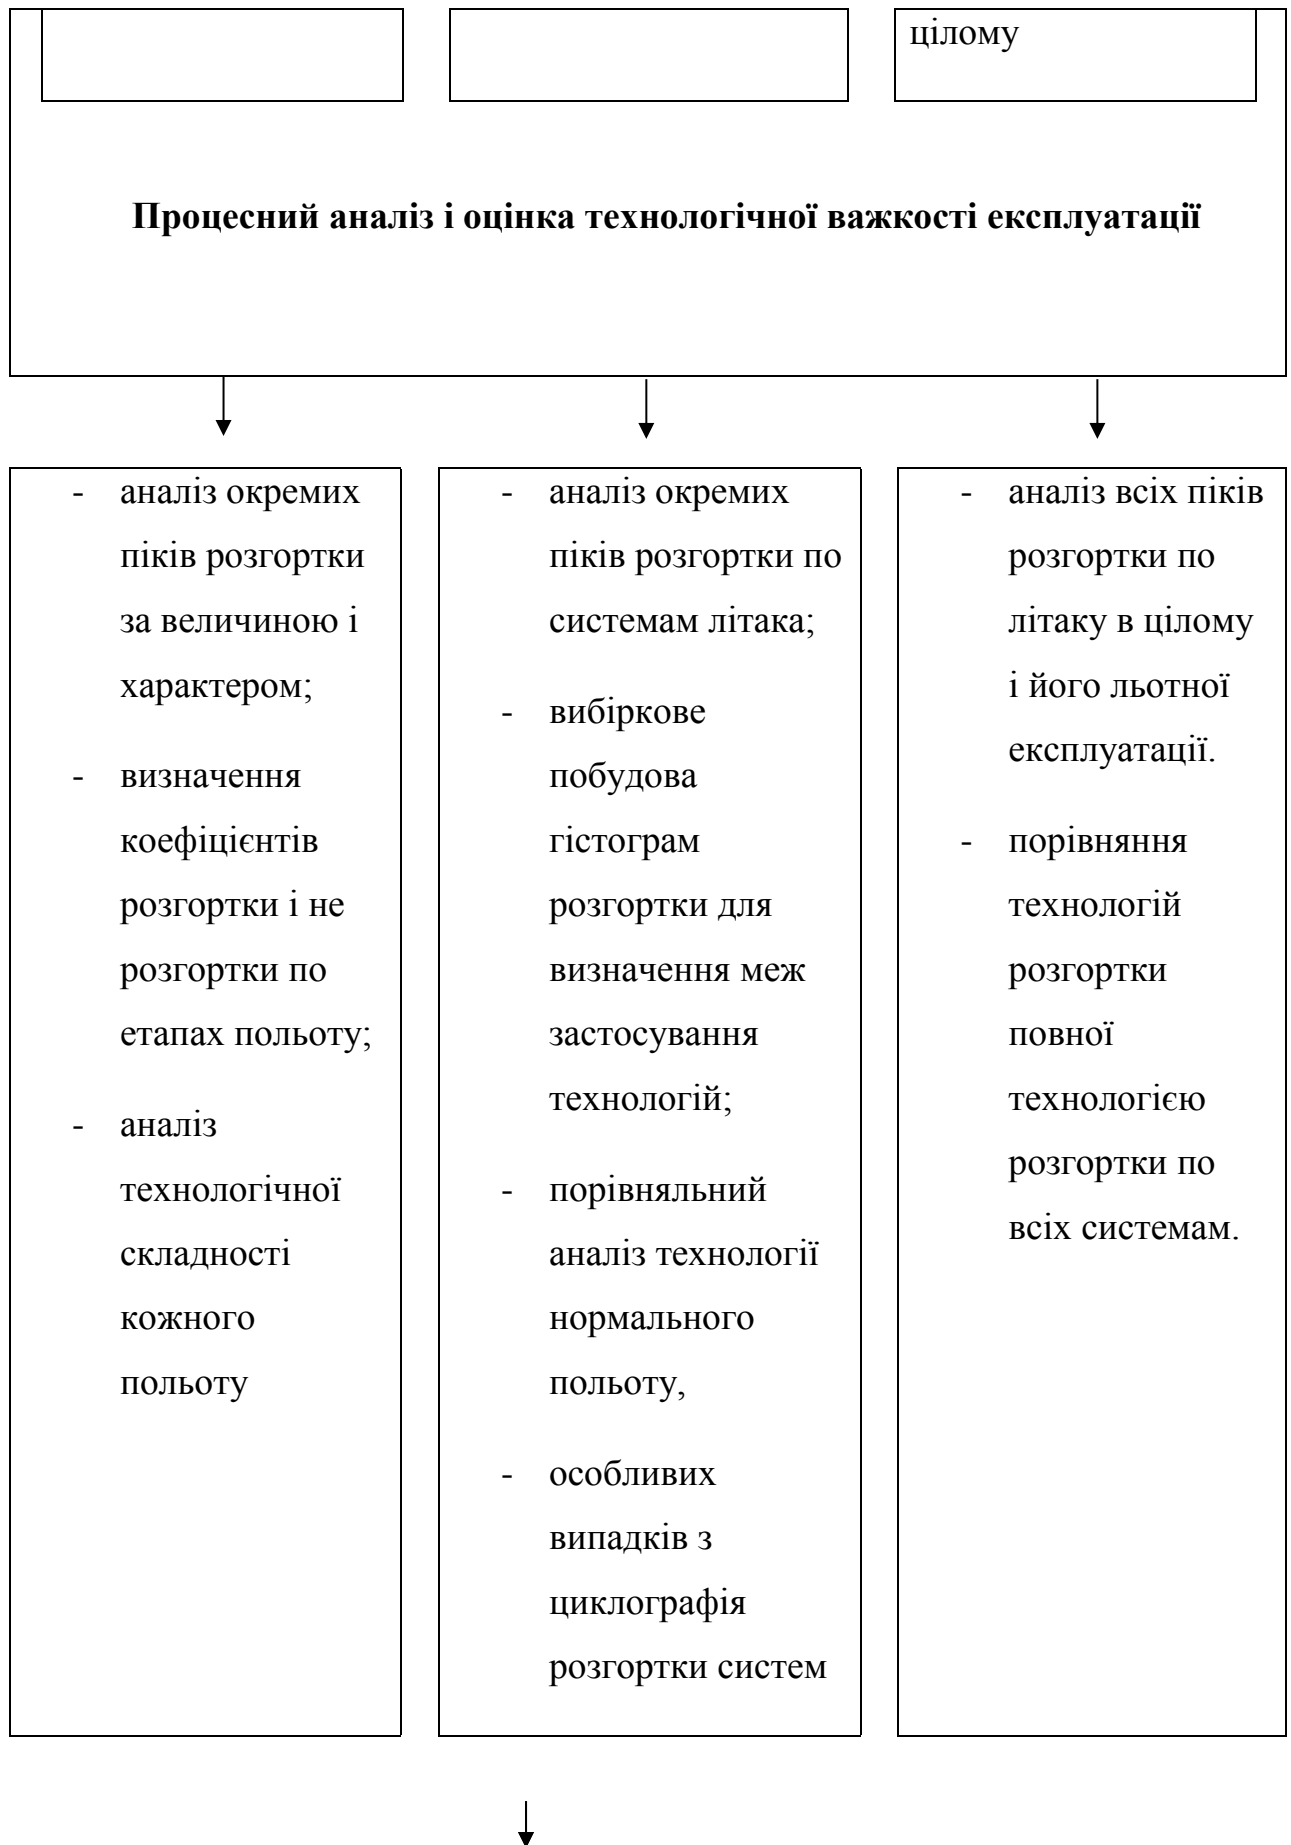 цілому
Процесний аналіз і оцінка технологічної важкості експлуатації
- аналіз окремих
піків розгортки
за величиною і
характером;
- визначення
коефіцієнтів
розгортки і не
розгортки по
етапах польоту;
- аналіз
технологічної
складності
кожного
польоту
- аналіз окремих
піків розгортки по
системам літака;
- вибіркове
побудова
гістограм
розгортки для
визначення меж
застосування
технологій;
- порівняльний
аналіз технології
нормального
польоту,
- особливих
випадків з
циклографія
розгортки систем
- аналіз всіх піків
розгортки по
літаку в цілому
і його льотної
експлуатації.
- порівняння
технологій
розгортки
повної
технологією
розгортки по
всіх системам.